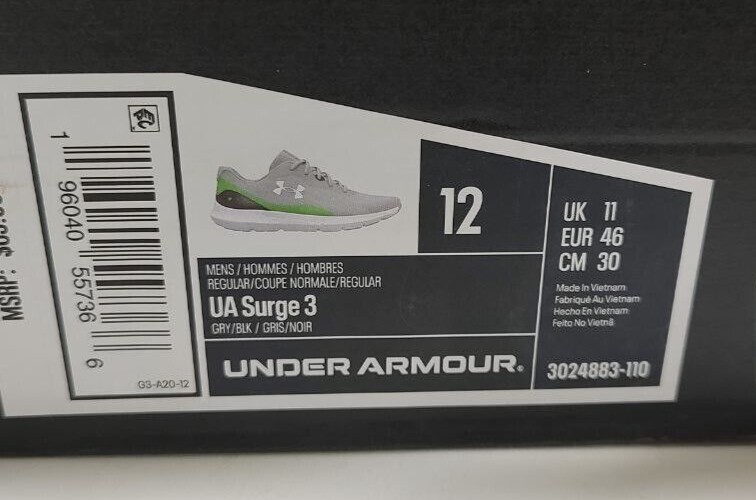 MSRP:
1 96040 55736 6
G3-A20-12
12
UK 11
EUR 46
CM 30
MENS / HOMMES / HOMBRES
REGULAR/COUPE NORMALE/REGULAR
UA Surge 3
GRY/BLK / GRIS/NOIR
Made in Vietnam
Fabriqué Au Vietnam
Hecho En Vietnam
Feito No Vietnã
UNDER ARMOUR®
3024883-110